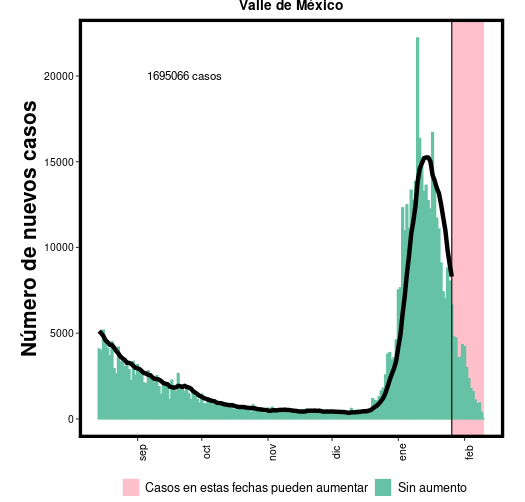 Valle de México
Número de nuevos casos
20000
15000
10000
5000
0
1695066 casos
sep
oct
nov
dic
ene
feb
Casos en estas fechas pueden aumentar
Sin aumento